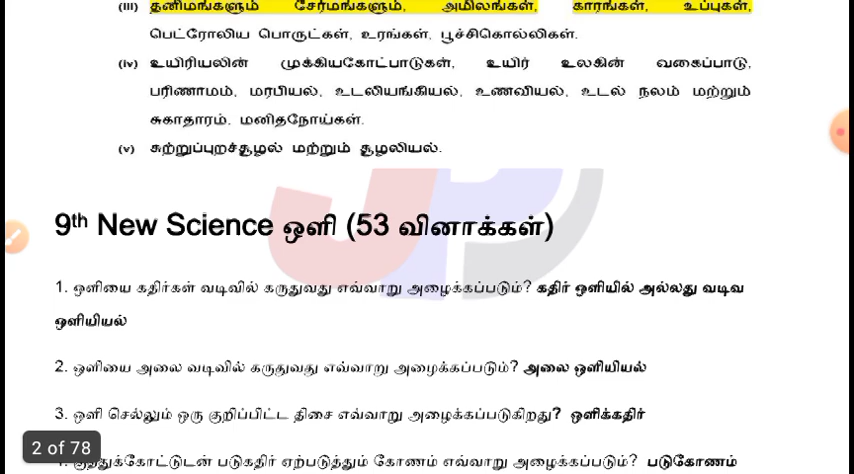 (iii) தனிமங்களும் சேர்மங்களும், அமிலங்கள், காரங்கள், உப்புகள்,
பெட்ரோலிய பொருட்கள், உரங்கள், பூச்சிகொல்லிகள்.
(iv) உயிரியலின் முக்கியகோட்பாடுகள், உயிர் உலகின் வகைப்பாடு,
பரிணாமம், மரபியல், உடலியங்கியல், உணவியல், உடல் நலம் மற்றும்
சுகாதாரம். மனிதநோய்கள்.
(v) சுற்றுப்புறச்சூழல் மற்றும் சூழலியல்.
9th New Science ஒளி (53 வினாக்கள்)
1. ஒளியை கதிர்கள் வடிவில் கருதுவது எவ்வாறு அழைக்கப்படும்? கதிர் ஒளியில் அல்லது வடிவ
ஒளியியல்
2. ஒளியை அலை வடிவில் கருதுவது எவ்வாறு அழைக்கப்படும்? அலை ஒளியியல்
3. ஒளி செல்லும் ஒரு குறிப்பிட்ட திசை எவ்வாறு அழைக்கப்படுகிறது? ஒளிக்கதிர்
2 of 78
படுகதிர் ஏற்படுத்தும் கோணம் எவ்வாறு அழைக்கப்படும்? படுகோணம்